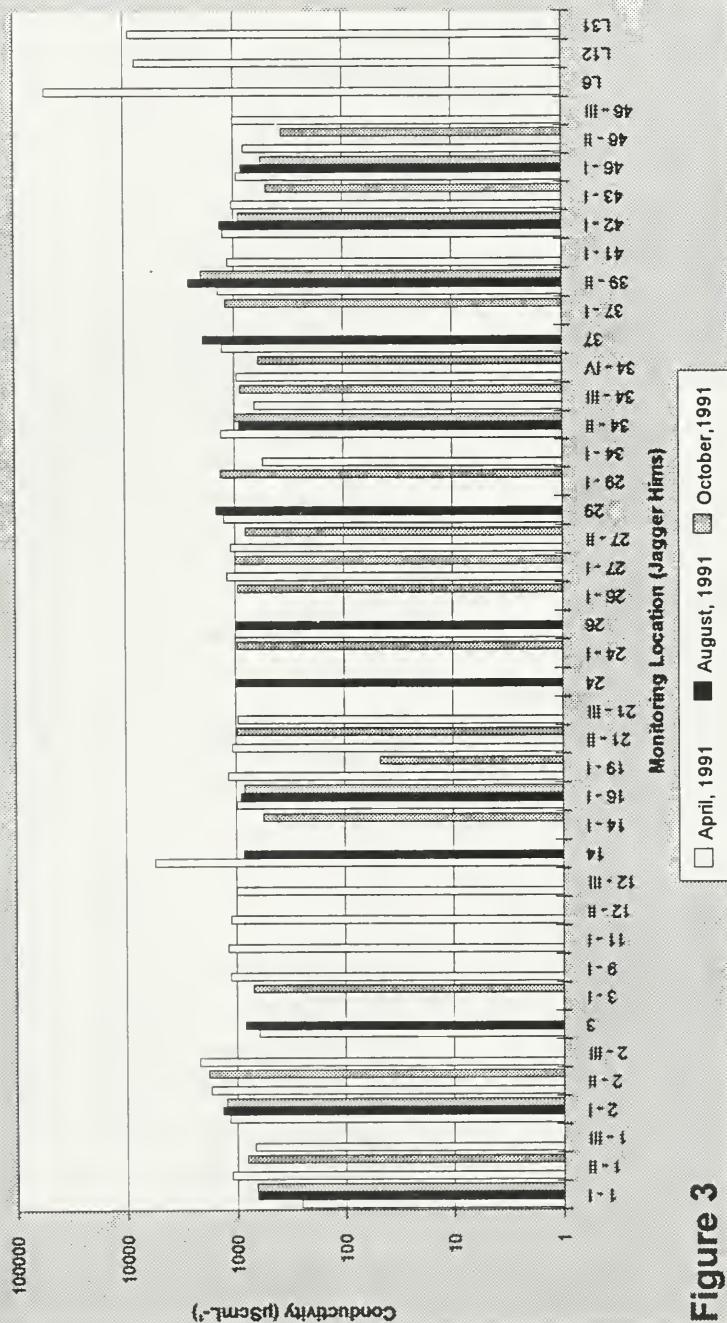 Conductivity (µScmL-¹)
100000
10000
1000
100
10
1
1 - I
1 - II
1 - III
2 - I
2 - II
2 - III
3
3 - I
9 - I
11 - I
12 - II
12 - III
14
14 - I
16 - I
19 - I
21 - II
21 - III
24
24 - I
26
26 - I
27 - I
27 - II
29
29 - I
34 - I
34 - II
34 - III
34 - IV
37
37 - I
39 - II
41 - I
42 - I
43 - I
46 - I
46 - II
46 - III
L6
L12
L31
Monitoring Location (Jagger Hims)
April, 1991
August, 1991
October,1991
Figure 3